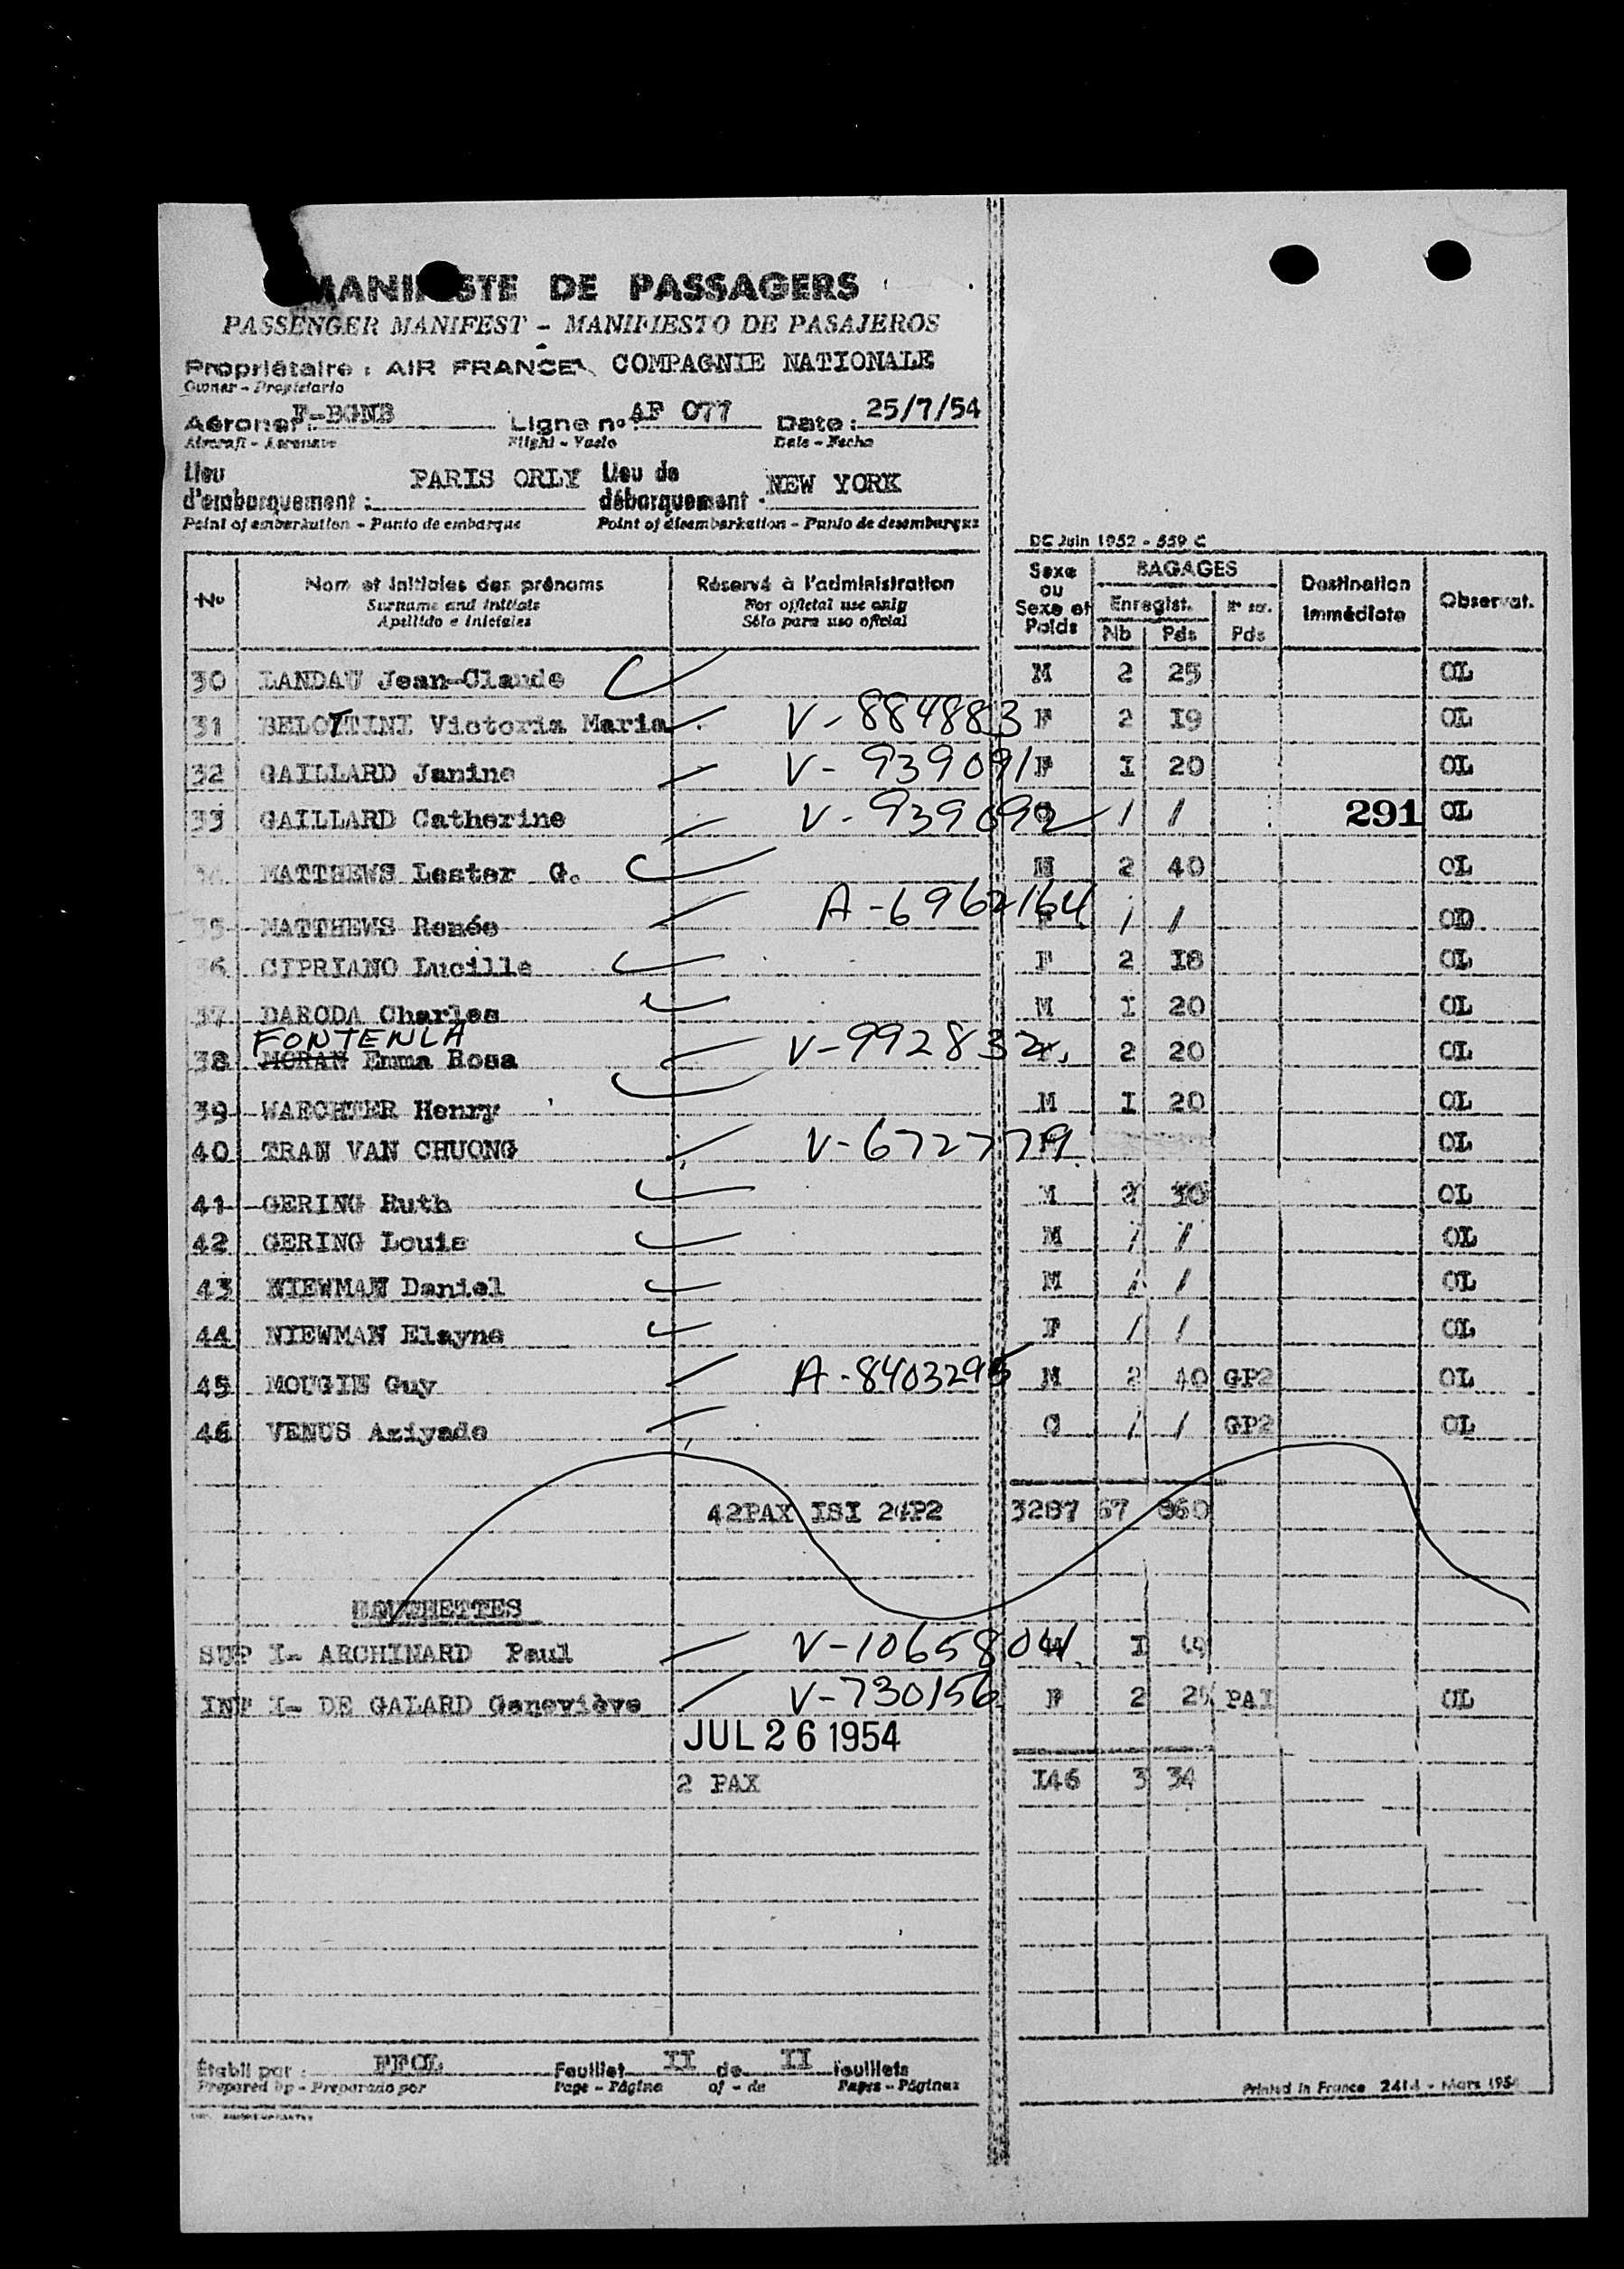 MANIFESTE DE PASSAGERS
PASSENGER MANIFEST - MANIFIESTO DE PASAJEROS
Propriétaire : AIR FRANCE COMPAGNIE NATIONALE
Owner - Propietario
Aéronef : F-BGNB Ligne n° : AF 077 Date : 25/7/54
Aircraft - Aeronave Flight - Vuelo Date - Fecha
Lieu d'embarquement : PARIS ORLY Lieu de débarquement : NEW YORK
Point of embarkation - Punto de embarque Point of disembarkation - Punto de desembarque
DC Juin 1952 - 559 C
N° Nom et initiales des prénoms Réservé à l'administration Sexe ou Sexe et Poids BAGAGES Destination immédiate Observat.
Surname and initials For official use only Enregist.
Apellido e iniciales Sólo para uso oficial Nb Pds Pds
30 LANDAU Jean-Claude M 2 25 OL
31 BELOTTINI Victoria Maria V-884883 F 2 I9 OL
32 GAILLARD Janine V-939091 F I 20 OL
33 GAILLARD Catherine V-939092 / / 291 OL
MATTHEWS Lester G. M 2 40 OL
35 MATTHEWS Renée A-6962164 / /
36 CIPRIANO Lucille F 2 I8 OL
37 DARODA Charles M I 20 OL
FONTENLA
38 MORAN Emma Rosa V-992832 2 20 OL
39 WAECHTER Henry M I 20 OL
40 TRAN VAN CHUONG V-672779 OL
41 GERING Ruth M 2 30 OL
42 GERING Louis M / / OL
43 NIEWMAN Daniel M / / OL
44 NIEWMAN Elayne F / / OL
45 MOUGIN Guy A-8403295 M 2 40 GP2 OL
46 VENUS Aziyade / / GP2 OL
42PAX ISI 2GP2 3287 67 860
COUCHETTES
SUP I- ARCHINARD Paul V-1065804 I
INF I- DE GALARD Geneviève V-730156 F 2 25 PAI OL
JUL 26 1954
2 PAX I46 3 34
Établi par : FFOL Feuillet II de II feuillets
Prepared by - Preparado por Page - Página of - de Pages - Páginas
Printed in France 2414 - Mars 195